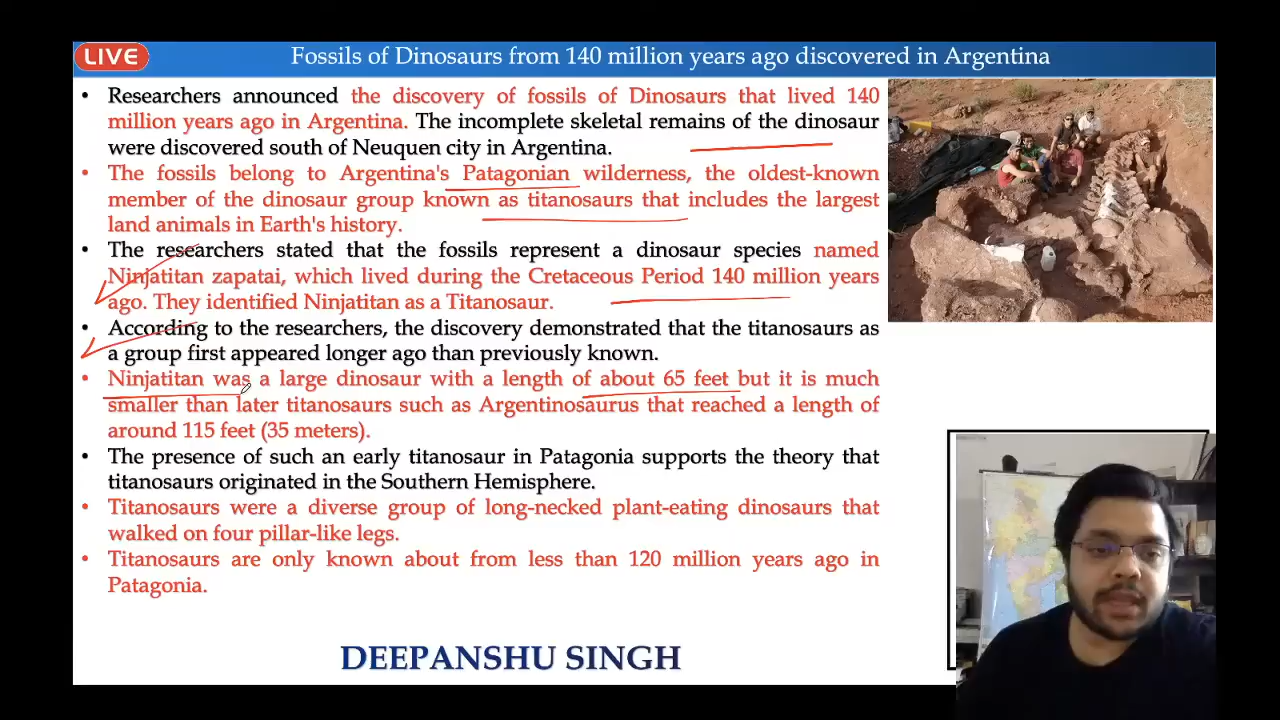 LIVE
Fossils of Dinosaurs from 140 million years ago discovered in Argentina
• Researchers announced the discovery of fossils of Dinosaurs that lived 140
million years ago in Argentina. The incomplete skeletal remains of the dinosaur
were discovered south of Neuquen city in Argentina.
• The fossils belong to Argentina's Patagonian wilderness, the oldest-known
member of the dinosaur group known as titanosaurs that includes the largest
land animals in Earth's history.
• The researchers stated that the fossils represent a dinosaur species named
Ninjatitan zapatai, which lived during the Cretaceous Period 140 million years
ago. They identified Ninjatitan as a Titanosaur.
• According to the researchers, the discovery demonstrated that the titanosaurs as
a group first appeared longer ago than previously known.
• Ninjatitan was a large dinosaur with a length of about 65 feet but it is much
smaller than later titanosaurs such as Argentinosaurus that reached a length of
around 115 feet (35 meters).
• The presence of such an early titanosaur in Patagonia supports the theory that
titanosaurs originated in the Southern Hemisphere.
• Titanosaurs were a diverse group of long-necked plant-eating dinosaurs that
walked on four pillar-like legs.
• Titanosaurs are only known about from less than 120 million years ago in
Patagonia.
DEEPANSHU SINGH